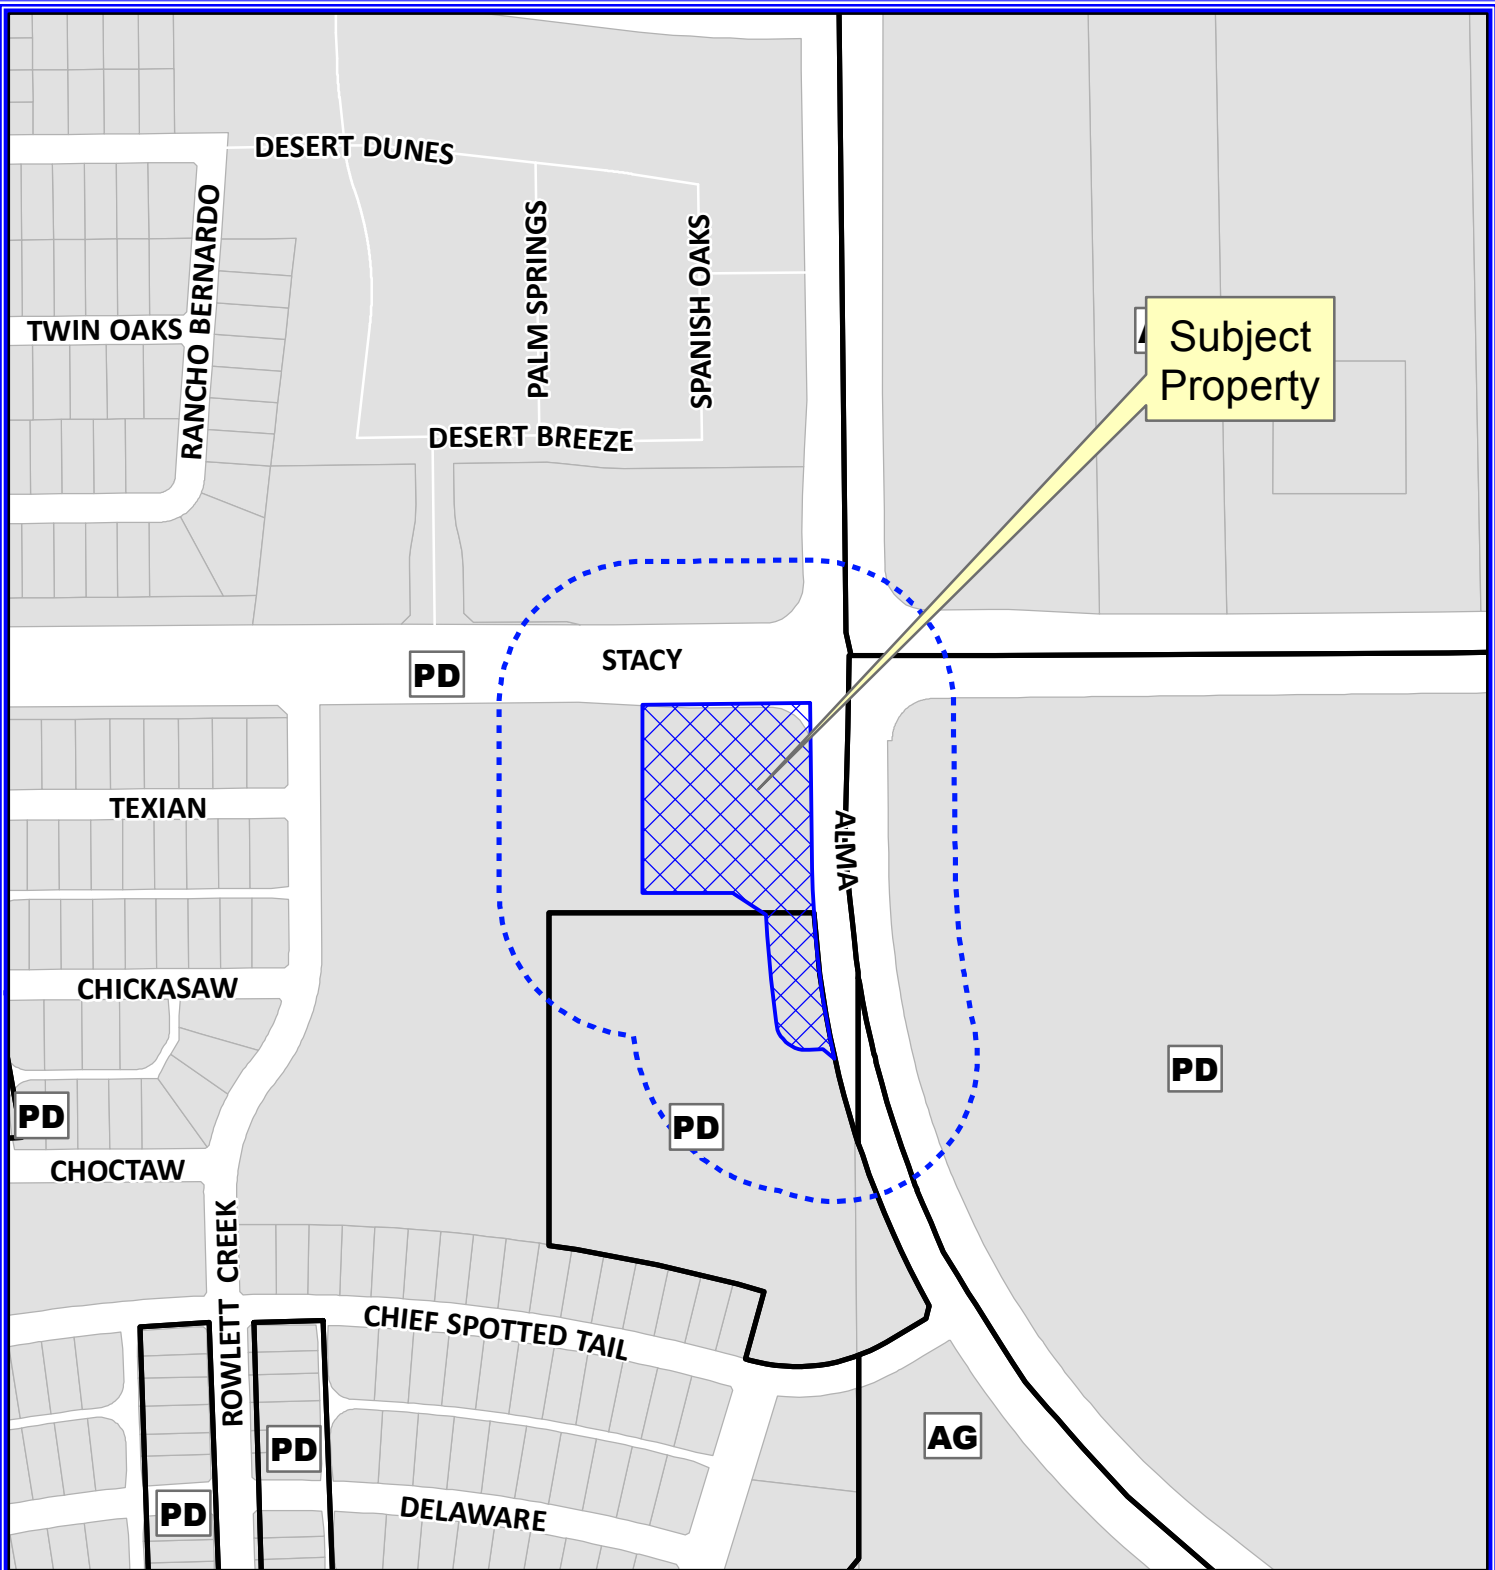 DESERT DUNES
RANCHO BERNARDO
PALM SPRINGS
SPANISH OAKS
TWIN OAKS
Subject
Property
DESERT BREEZE
STACY
PD
TEXIAN
ALMA
CHICKASAW
PD
PD
PD
CHOCTAW
ROWLETT CREEK
CHIEF SPOTTED TAIL
AG
PD
PD
DELAWARE